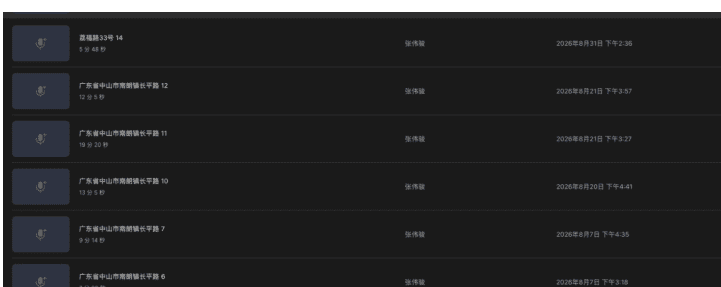 荔福路33号 14
张伟骏
2026年8月31日 下午2:36
5 分 48 秒
广东省中山市南朗镇长平路 12
张伟骏
2026年8月21日 下午3:57
12 分 5 秒
广东省中山市南朗镇长平路 11
张伟骏
2026年8月21日 下午3:27
19 分 20 秒
广东省中山市南朗镇长平路 10
张伟骏
2026年8月20日 下午4:41
13 分 5 秒
广东省中山市南朗镇长平路 7
张伟骏
2026年8月7日 下午4:35
9 分 14 秒
广东省中山市南朗镇长平路 6
张伟骏
2026年8月7日 下午3:18